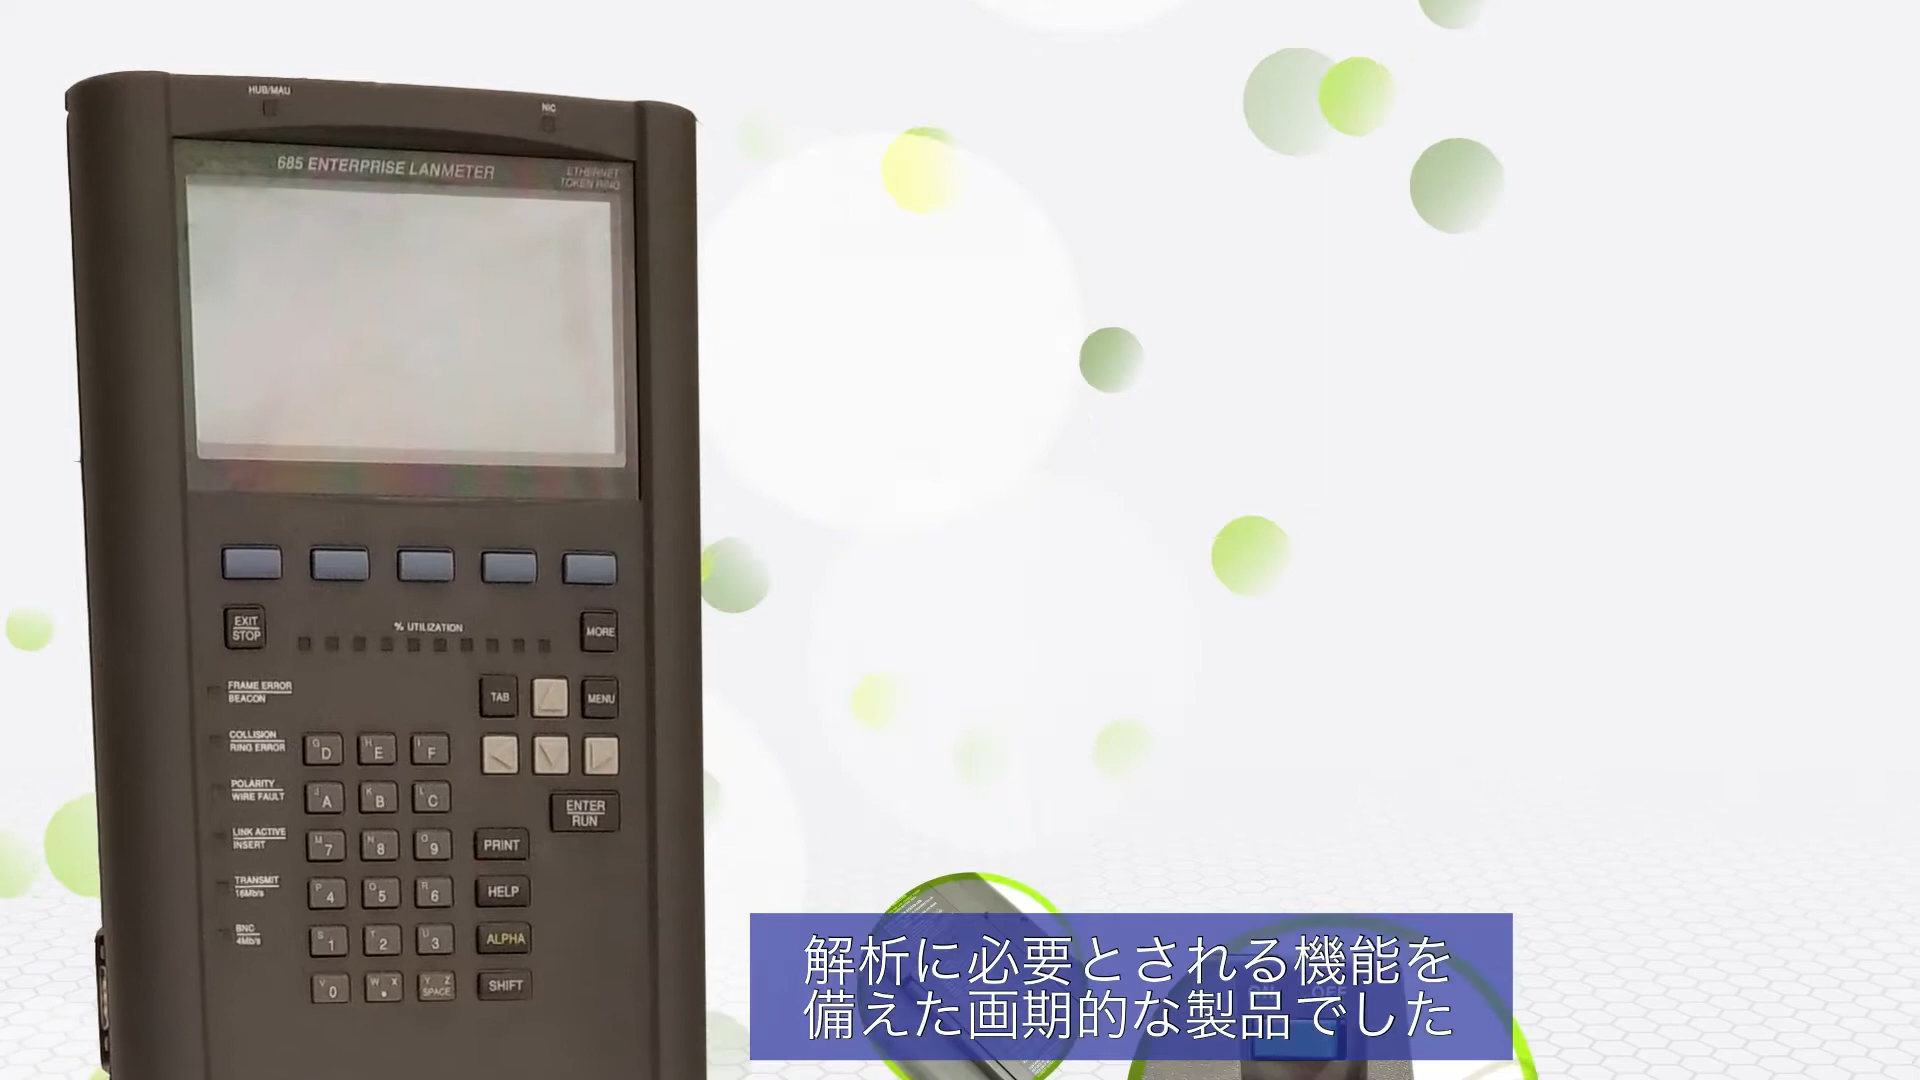 HUB/MAU
NIC
685 ENTERPRISE LANMETER
ETHERNET
TOKEN RING
EXIT
STOP
% UTILIZATION
MORE
FRAME ERROR
BEACON
TAB
MENU
COLLISION
RING ERROR
G D
H E
I F
POLARITY
WIRE FAULT
J A
K B
L C
ENTER
RUN
LINK ACTIVE
INSERT
M 7
N 8
O 9
PRINT
TRANSMIT
16Mb/s
P 4
Q 5
R 6
HELP
BNC
4Mb/s
S 1
T 2
U 3
ALPHA
V 0
W X
.
Y Z
SPACE
SHIFT
ON OFF
解析に必要とされる機能を
備えた画期的な製品でした